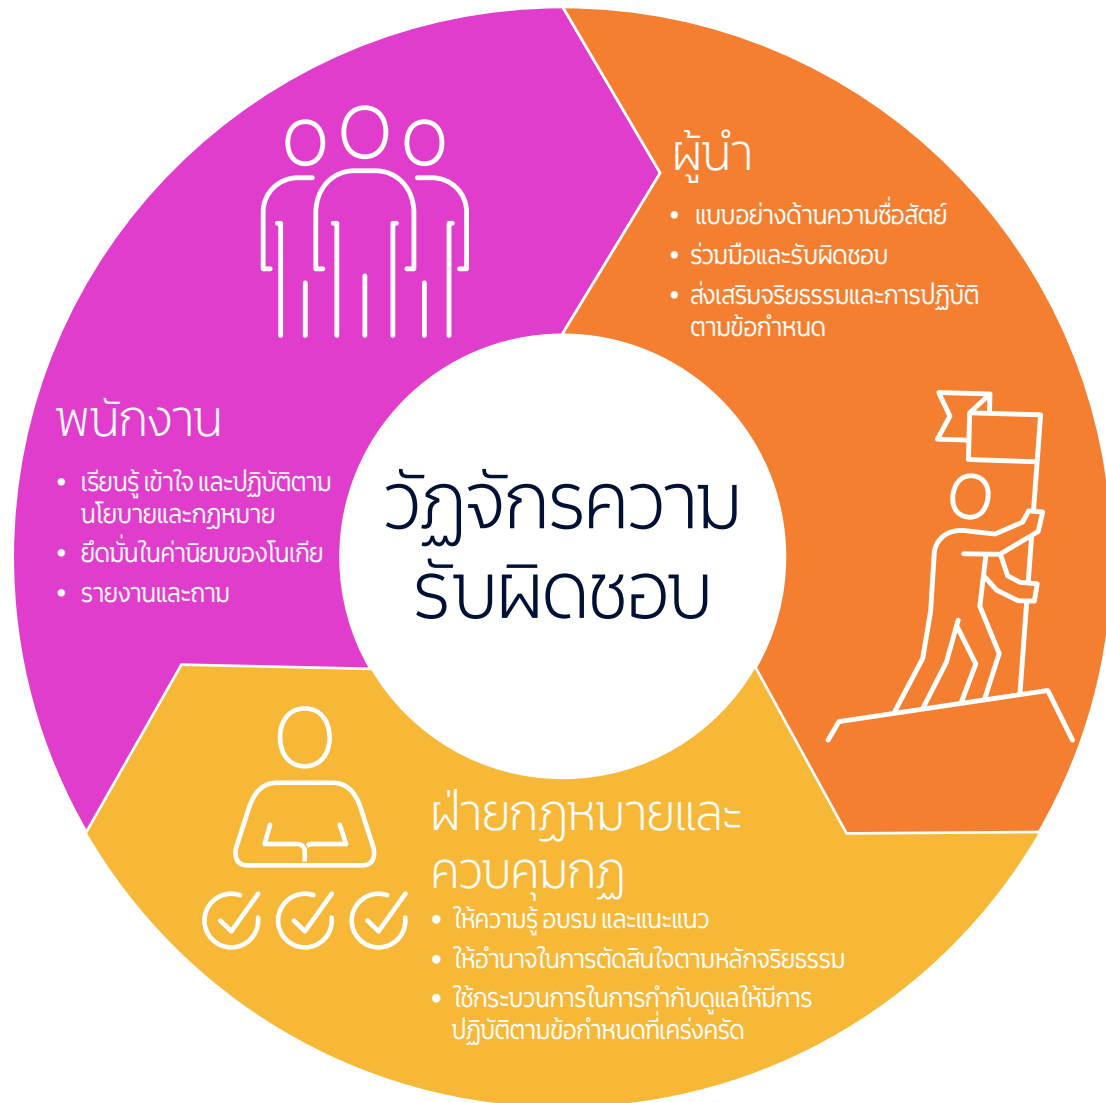 ผู้นำ
• แบบอย่างด้านความซื่อสัตย์
• ร่วมมือและรับผิดชอบ
• ส่งเสริมจริยธรรมและการปฏิบัติ
ตามข้อกำหนด
พนักงาน
• เรียนรู้ เข้าใจ และปฏิบัติตาม
นโยบายและกฎหมาย
• ยึดมั่นในค่านิยมของโนเกีย
• รายงานและถาม
วัฏจักรความ
รับผิดชอบ
ฝ่ายกฎหมายและ
ควบคุมกฎ
• ให้ความรู้ อบรม และแนะแนว
• ให้อำนาจในการตัดสินใจตามหลักจริยธรรม
• ใช้กระบวนการในการกำกับดูแลให้มีการ
ปฏิบัติตามข้อกำหนดที่เคร่งครัด